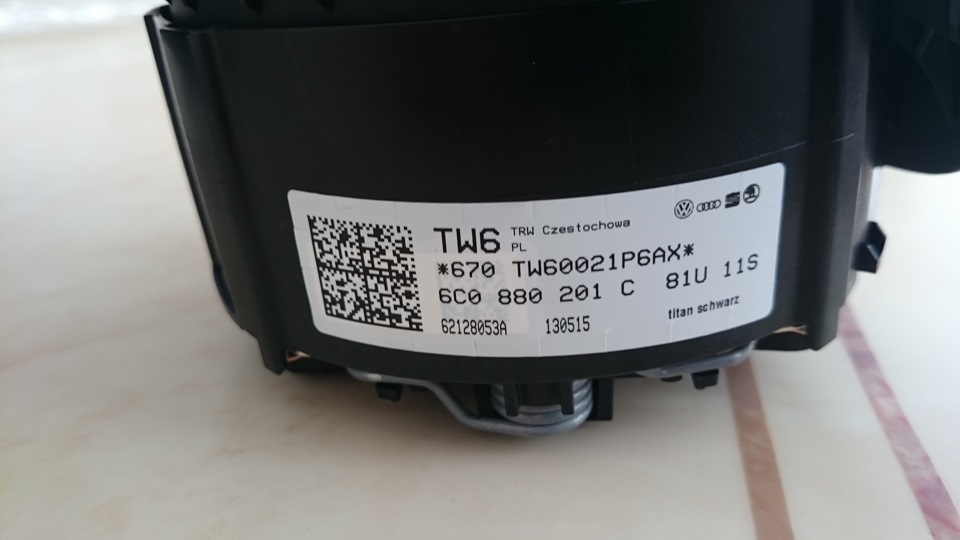 TW6 TRW Czestochowa
PL
*670 TW60021P6AX*
6C0 880 201 C 81U 11S
62128053A 130515 titan schwarz